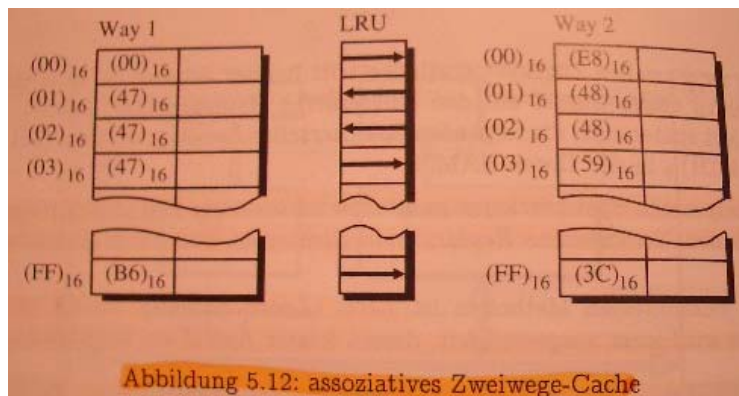 Way 1 LRU Way 2
(00)16 (00)16 (00)16 (E8)16
(01)16 (47)16 (01)16 (48)16
(02)16 (47)16 (02)16 (48)16
(03)16 (47)16 (03)16 (59)16
(FF)16 (B6)16 (FF)16 (3C)16
Abbildung 5.12: assoziatives Zweiwege-Cache